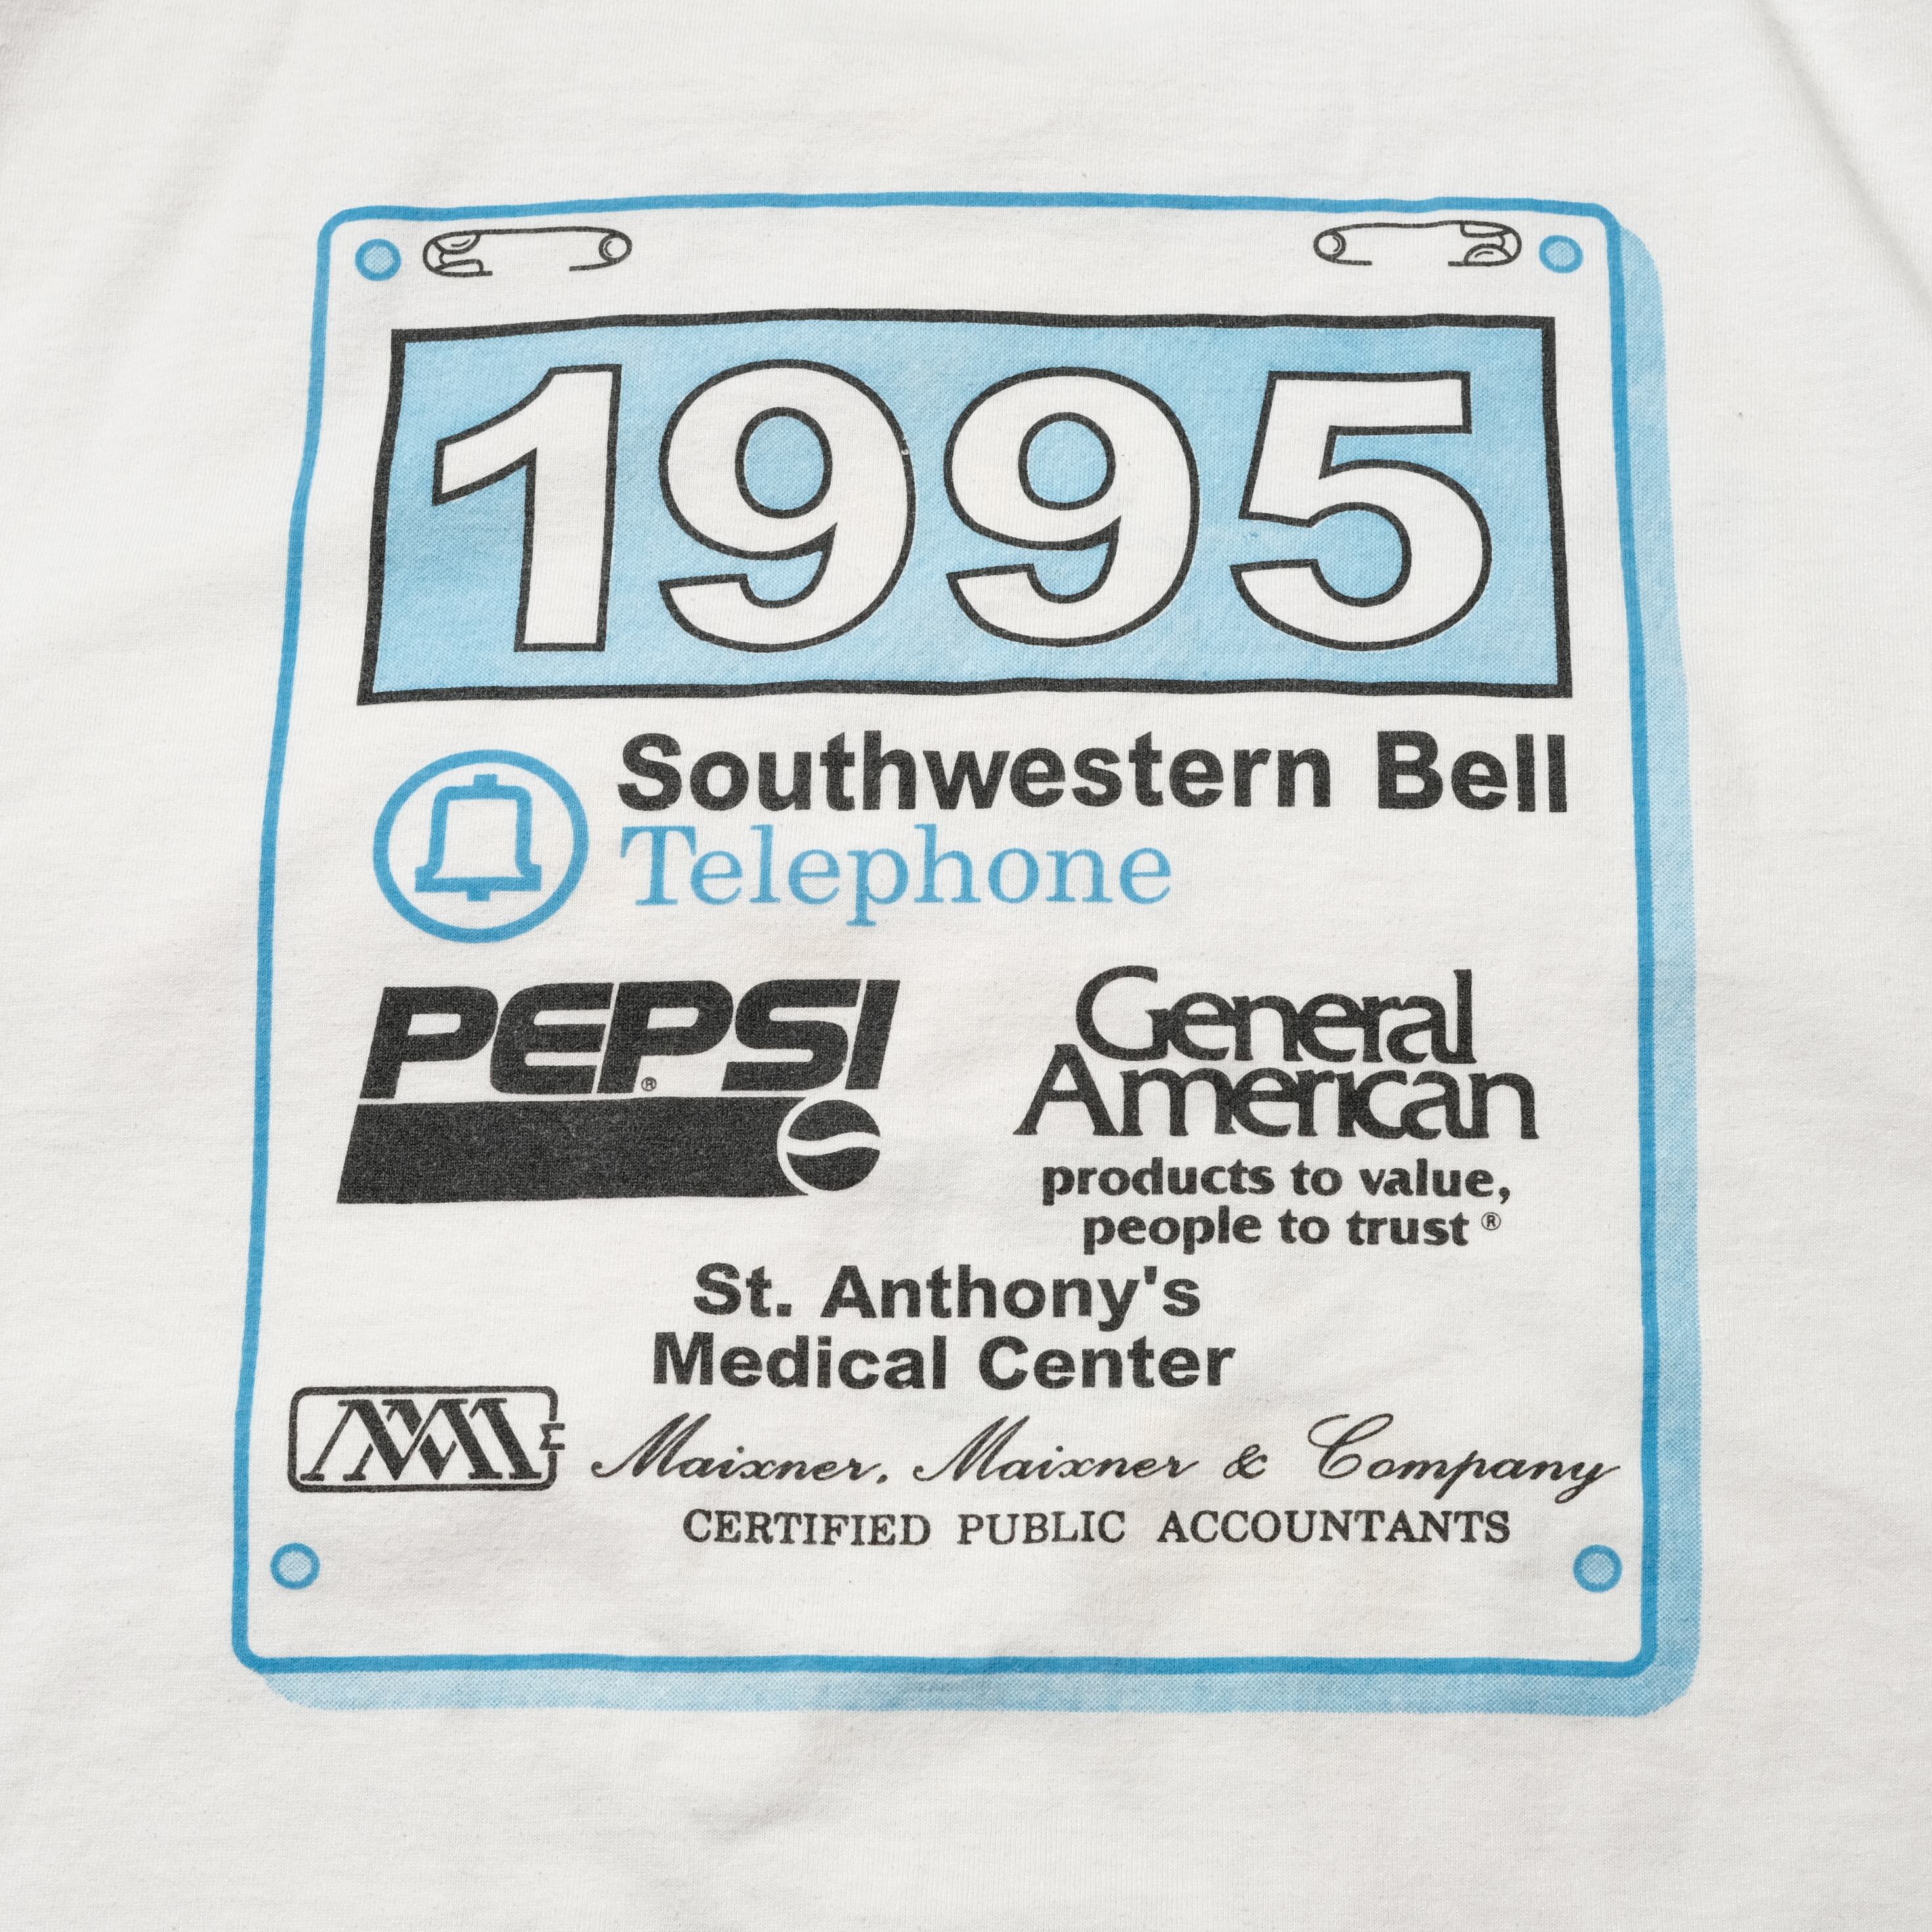 1995
Southwestern Bell
Telephone
PEPSI®
General
American
products to value,
people to trust®
St. Anthony's
Medical Center
Maixner, Maixner & Company
CERTIFIED PUBLIC ACCOUNTANTS